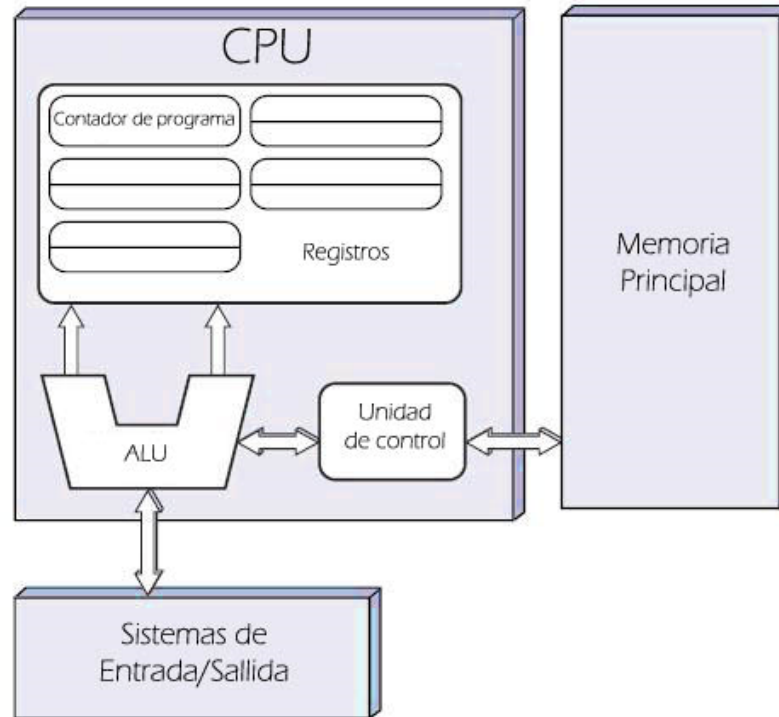 CPU
Contador de programa
Registros
Memoria
Principal
Unidad
de control
ALU
Sistemas de
Entrada/Sallida